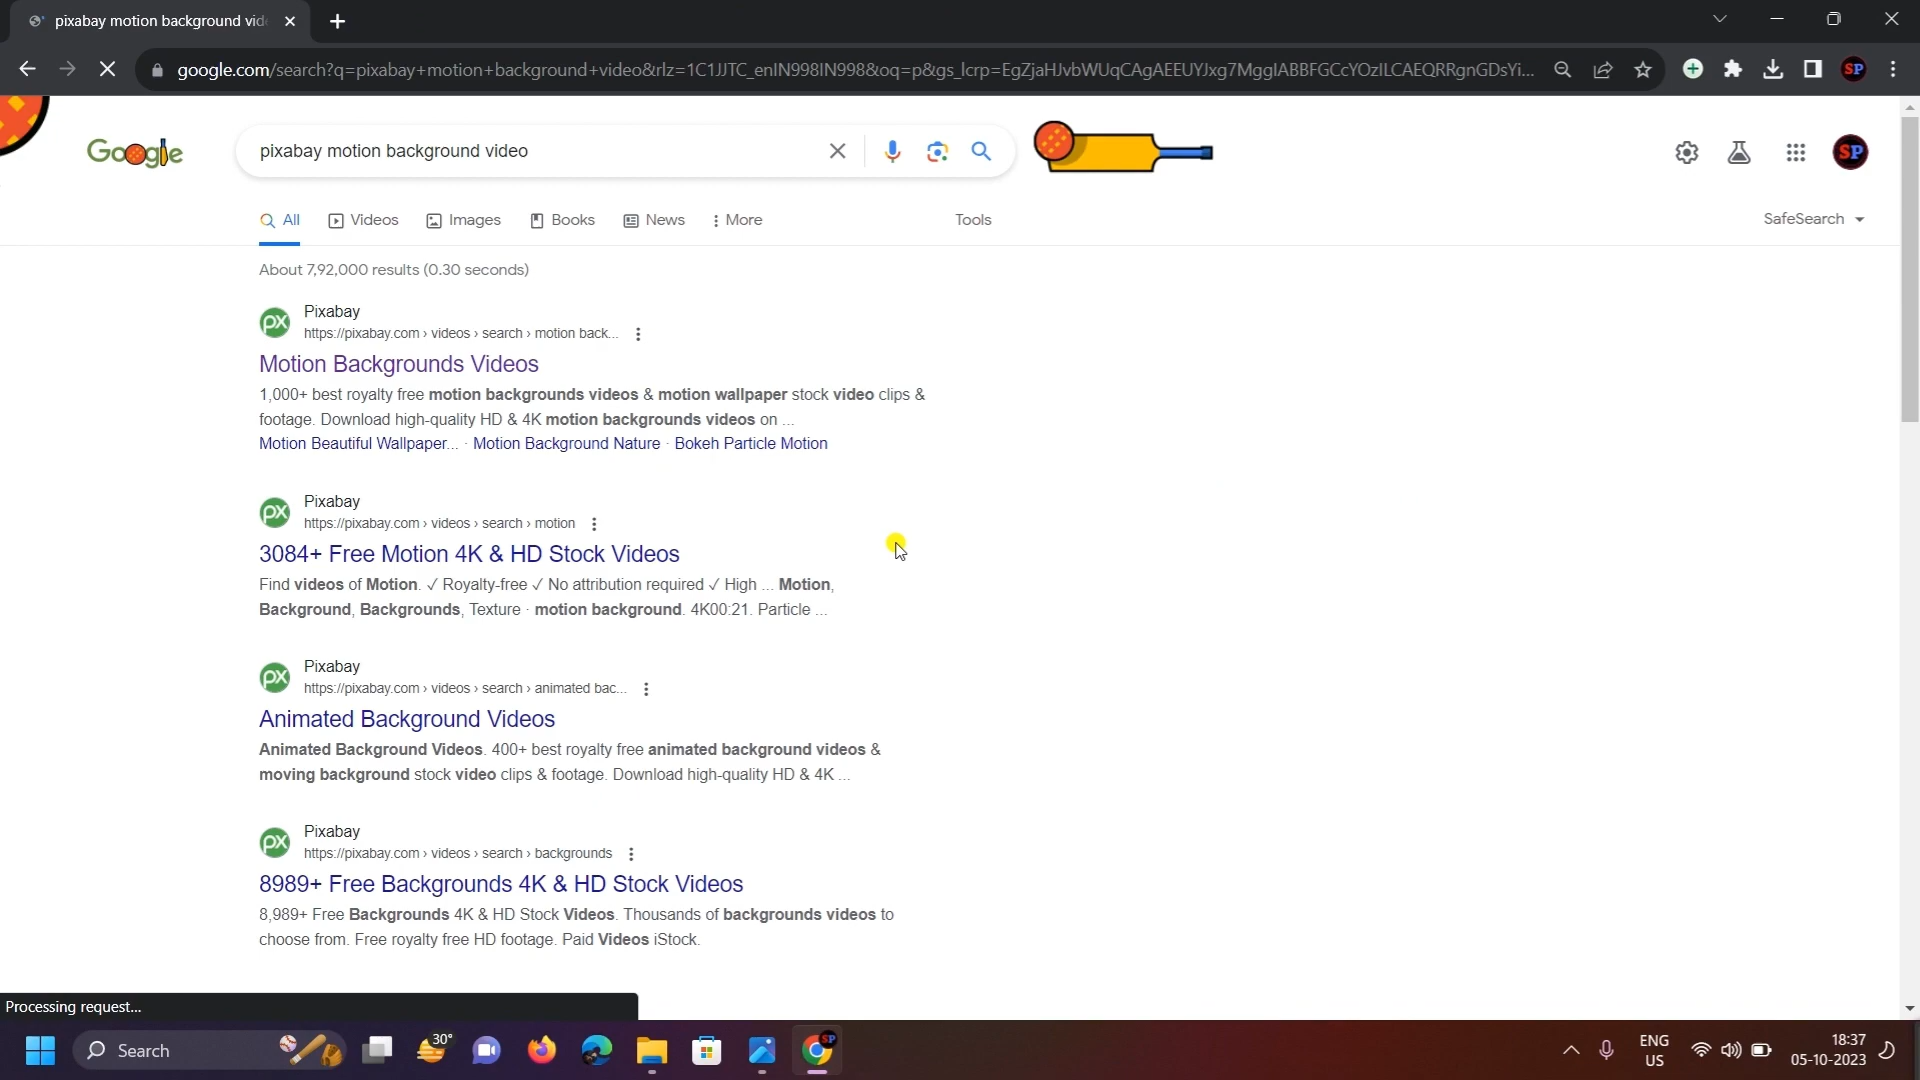 pixabay motion background vid
google.com/search?q=pixabay+motion+background+video&rlz=1C1JJTC_enIN998IN998&oq=p&gs_lcrp=EgZjaHJvbWUqCAgAEEUYJxg7MggIABBFGCcYOzILCAEQRRgnGDsYi...
SP
Google
pixabay motion background video
SP
All
Videos
Images
Books
News
More
Tools
SafeSearch
About 7,92,000 results (0.30 seconds)
px
Pixabay
https://pixabay.com › videos › search › motion back...
Motion Backgrounds Videos
1,000+ best royalty free motion backgrounds videos & motion wallpaper stock video clips &
footage. Download high-quality HD & 4K motion backgrounds videos on ...
Motion Beautiful Wallpaper... · Motion Background Nature · Bokeh Particle Motion
px
Pixabay
https://pixabay.com › videos › search › motion
3084+ Free Motion 4K & HD Stock Videos
Find videos of Motion. ✓ Royalty-free ✓ No attribution required ✓ High ... Motion,
Background, Backgrounds, Texture · motion background. 4K00:21. Particle ...
px
Pixabay
https://pixabay.com › videos › search › animated bac...
Animated Background Videos
Animated Background Videos. 400+ best royalty free animated background videos &
moving background stock video clips & footage. Download high-quality HD & 4K ...
px
Pixabay
https://pixabay.com › videos › search › backgrounds
8989+ Free Backgrounds 4K & HD Stock Videos
8,989+ Free Backgrounds 4K & HD Stock Videos. Thousands of backgrounds videos to
choose from. Free royalty free HD footage. Paid Videos iStock.
Processing request...
Search
30°
SP
ENG
US
18:37
05-10-2023